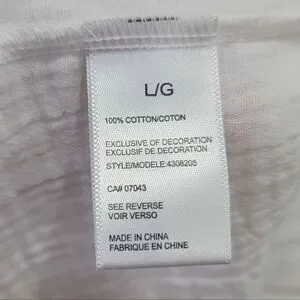 L/G
100% COTTON/COTON
EXCLUSIVE OF DECORATION
EXCLUSIF DE DECORATION
STYLE/MODELE:4308205
CA# 07043
SEE REVERSE
VOIR VERSO
MADE IN CHINA
FABRIQUE EN CHINE